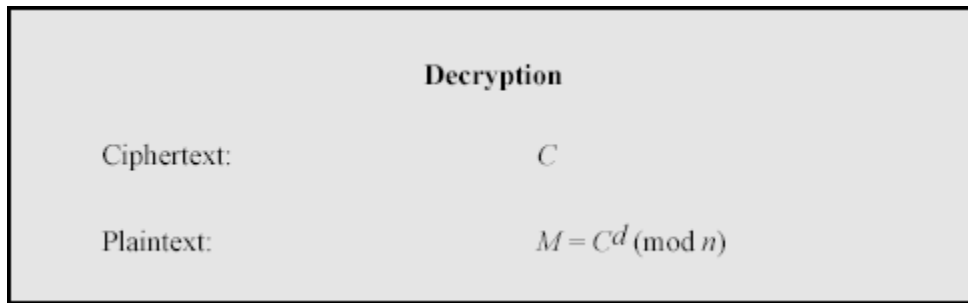 Decryption
Ciphertext: C
Plaintext: M = C^d (mod n)